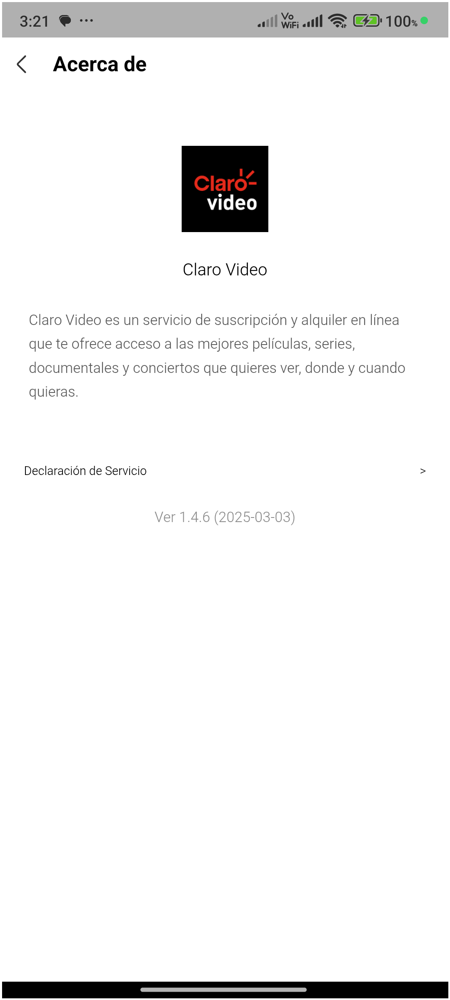 3:21 ... Vo WiFi 100%
Acerca de
Claro
video
Claro Video
Claro Video es un servicio de suscripción y alquiler en línea
que te ofrece acceso a las mejores películas, series,
documentales y conciertos que quieres ver, donde y cuando
quieras.
Declaración de Servicio >
Ver 1.4.6 (2025-03-03)